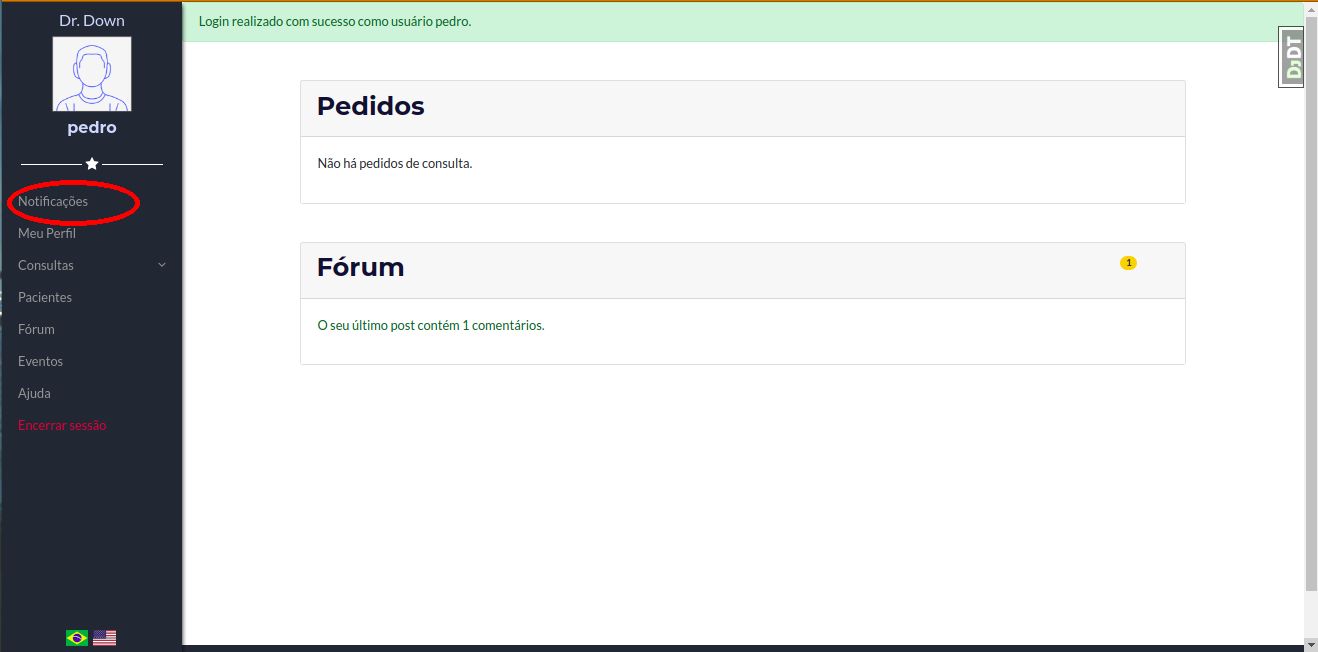 Dr. Down
pedro
Notificações
Meu Perfil
Consultas
Pacientes
Fórum
Eventos
Ajuda
Encerrar sessão
Login realizado com sucesso como usuário pedro.
DJDT
Pedidos
Não há pedidos de consulta.
Fórum
1
O seu último post contém 1 comentários.